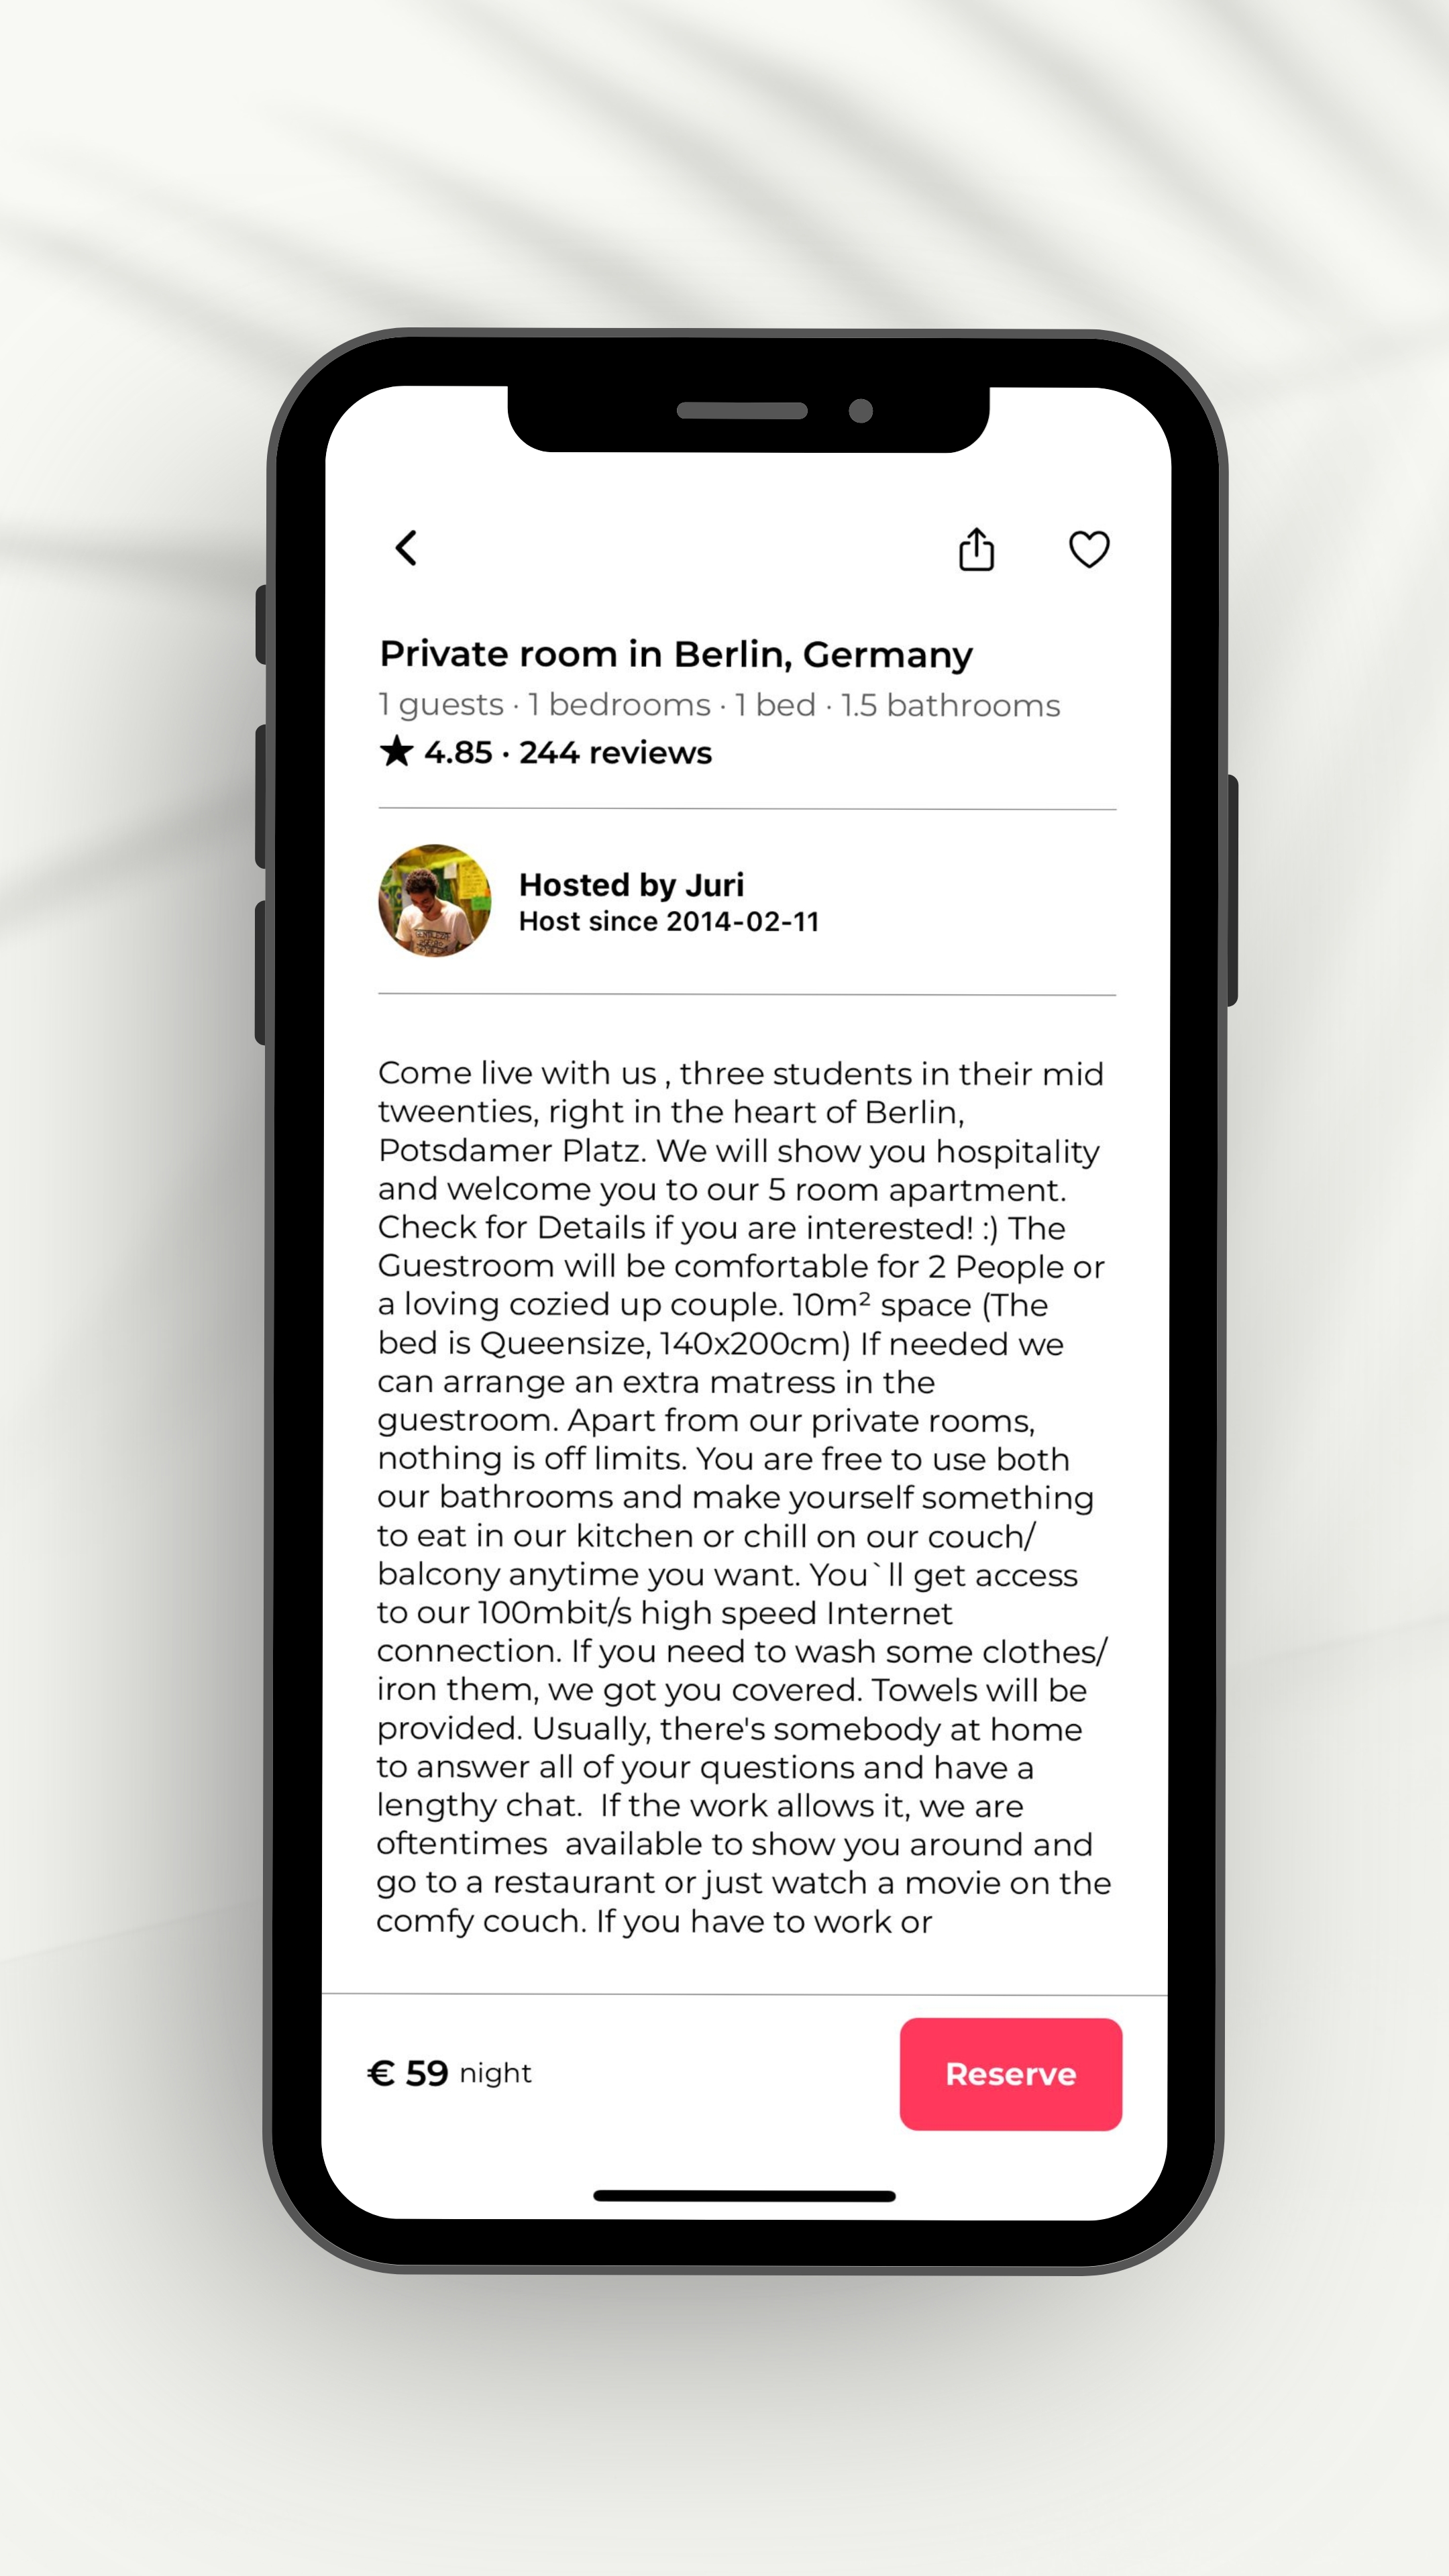 Private room in Berlin, Germany
1 guests · 1 bedrooms · 1 bed · 1.5 bathrooms
★ 4.85 · 244 reviews
Hosted by Juri
Host since 2014-02-11
Come live with us , three students in their mid
tweenties, right in the heart of Berlin,
Potsdamer Platz. We will show you hospitality
and welcome you to our 5 room apartment.
Check for Details if you are interested! :) The
Guestroom will be comfortable for 2 People or
a loving cozied up couple. 10m² space (The
bed is Queensize, 140x200cm) If needed we
can arrange an extra matress in the
guestroom. Apart from our private rooms,
nothing is off limits. You are free to use both
our bathrooms and make yourself something
to eat in our kitchen or chill on our couch/
balcony anytime you want. You`ll get access
to our 100mbit/s high speed Internet
connection. If you need to wash some clothes/
iron them, we got you covered. Towels will be
provided. Usually, there's somebody at home
to answer all of your questions and have a
lengthy chat.  If the work allows it, we are
oftentimes  available to show you around and
go to a restaurant or just watch a movie on the
comfy couch. If you have to work or
€ 59 night
Reserve